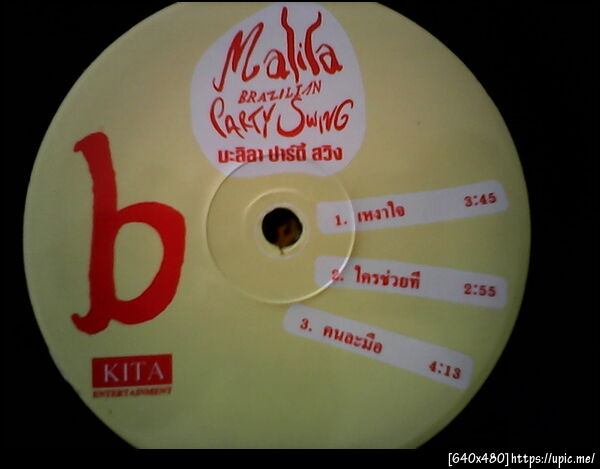 Malila
BRAZILIAN
PARTY SWING
มะลิลา ปาร์ตี้ สวิง
b
1. เหงาใจ 3:45
2. ใครช่วยที 2:55
3. คนละมือ 4:13
KITA
ENTERTAINMENT
[640x480]https://upic.me/